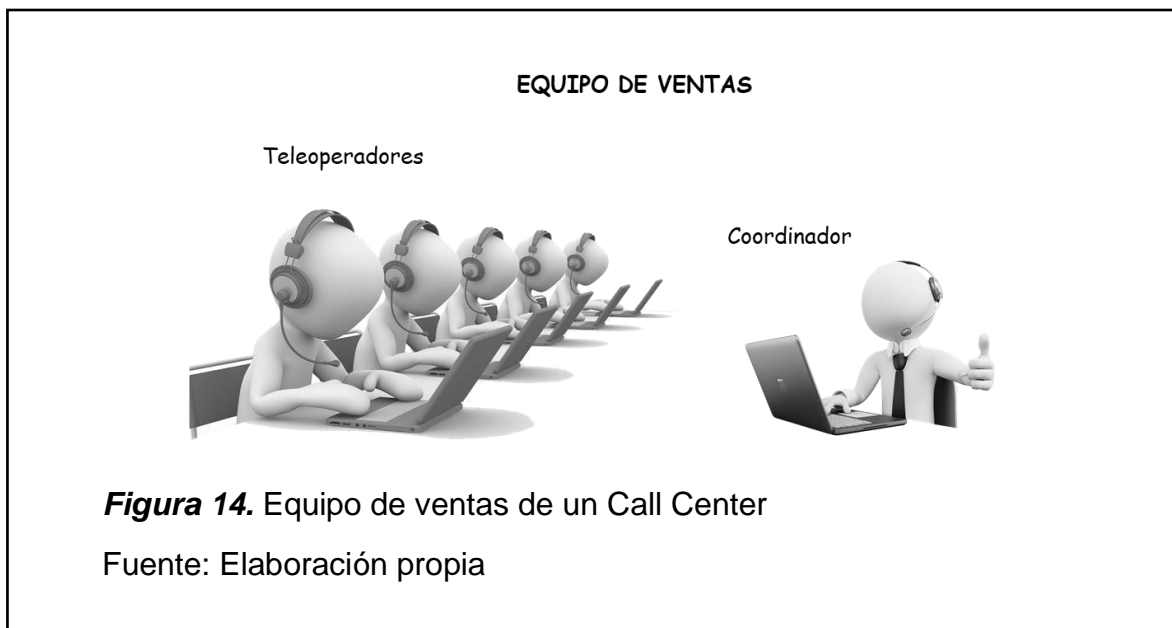 EQUIPO DE VENTAS
Teleoperadores
Coordinador
Figura 14. Equipo de ventas de un Call Center
Fuente: Elaboración propia